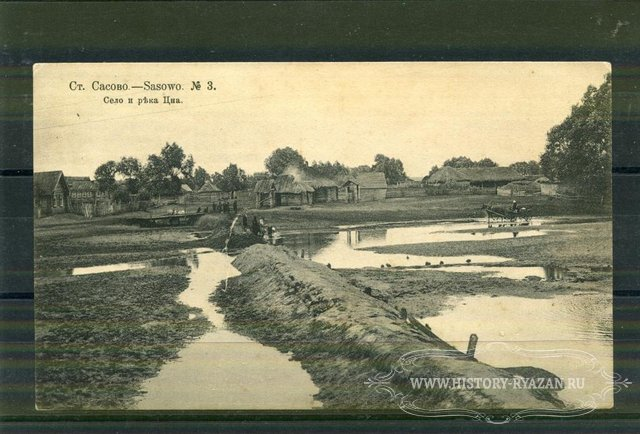 Ст. Сасово.—Sasowo. № 3.
Село и рѣка Цна.
WWW.HISTORY-RYAZAN.RU